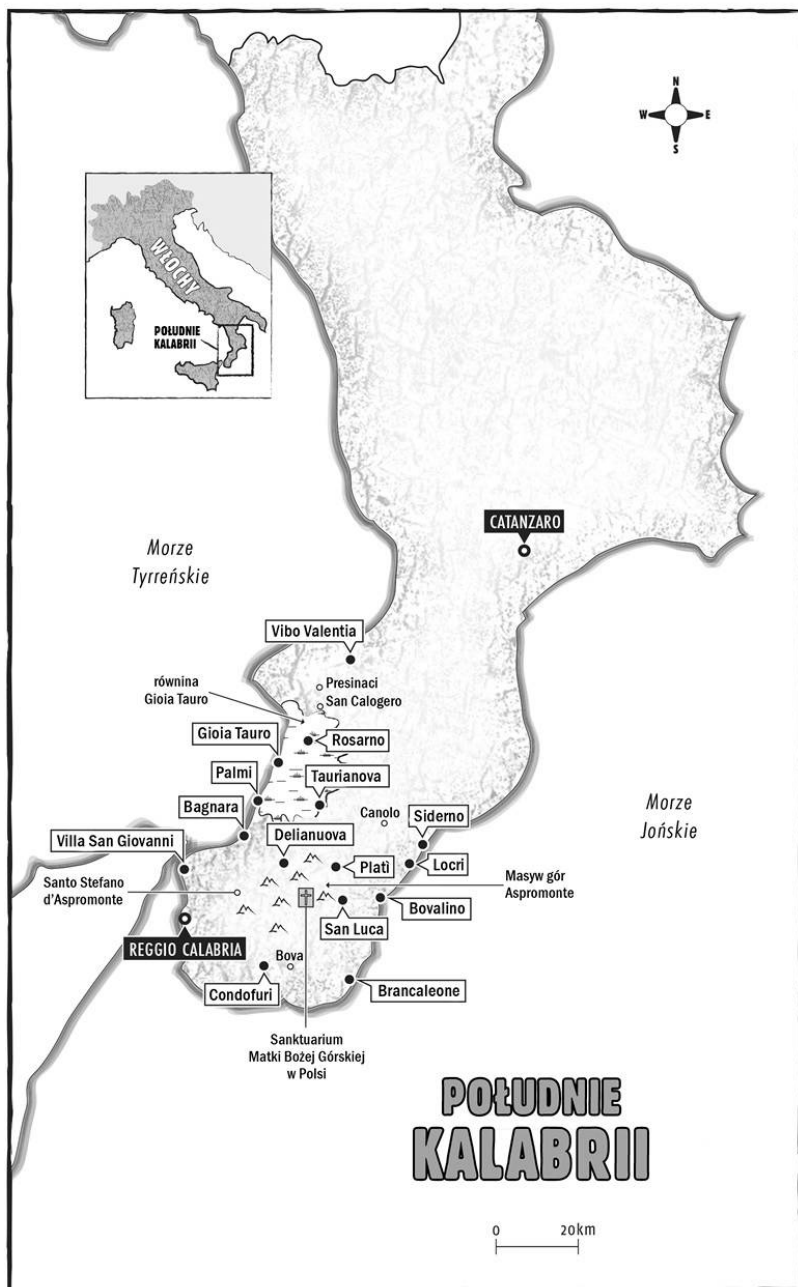 N
W E
S
WŁOCHY
POŁUDNIE
KALABRII
CATANZARO
Morze
Tyrreńskie
Vibo Valentia
równina
Gioia Tauro
Presinaci
San Calogero
Gioia Tauro
Rosarno
Palmi
Taurianova
Bagnara
Canolo
Siderno
Morze
Jońskie
Villa San Giovanni
Delianuova
Platì
Locri
Masyw gór
Aspromonte
Santo Stefano
d’Aspromonte
San Luca
Bovalino
REGGIO CALABRIA
Bova
Condofuri
Brancaleone
Sanktuarium
Matki Bożej Górskiej
w Polsi
POŁUDNIE
KALABRII
0 20km